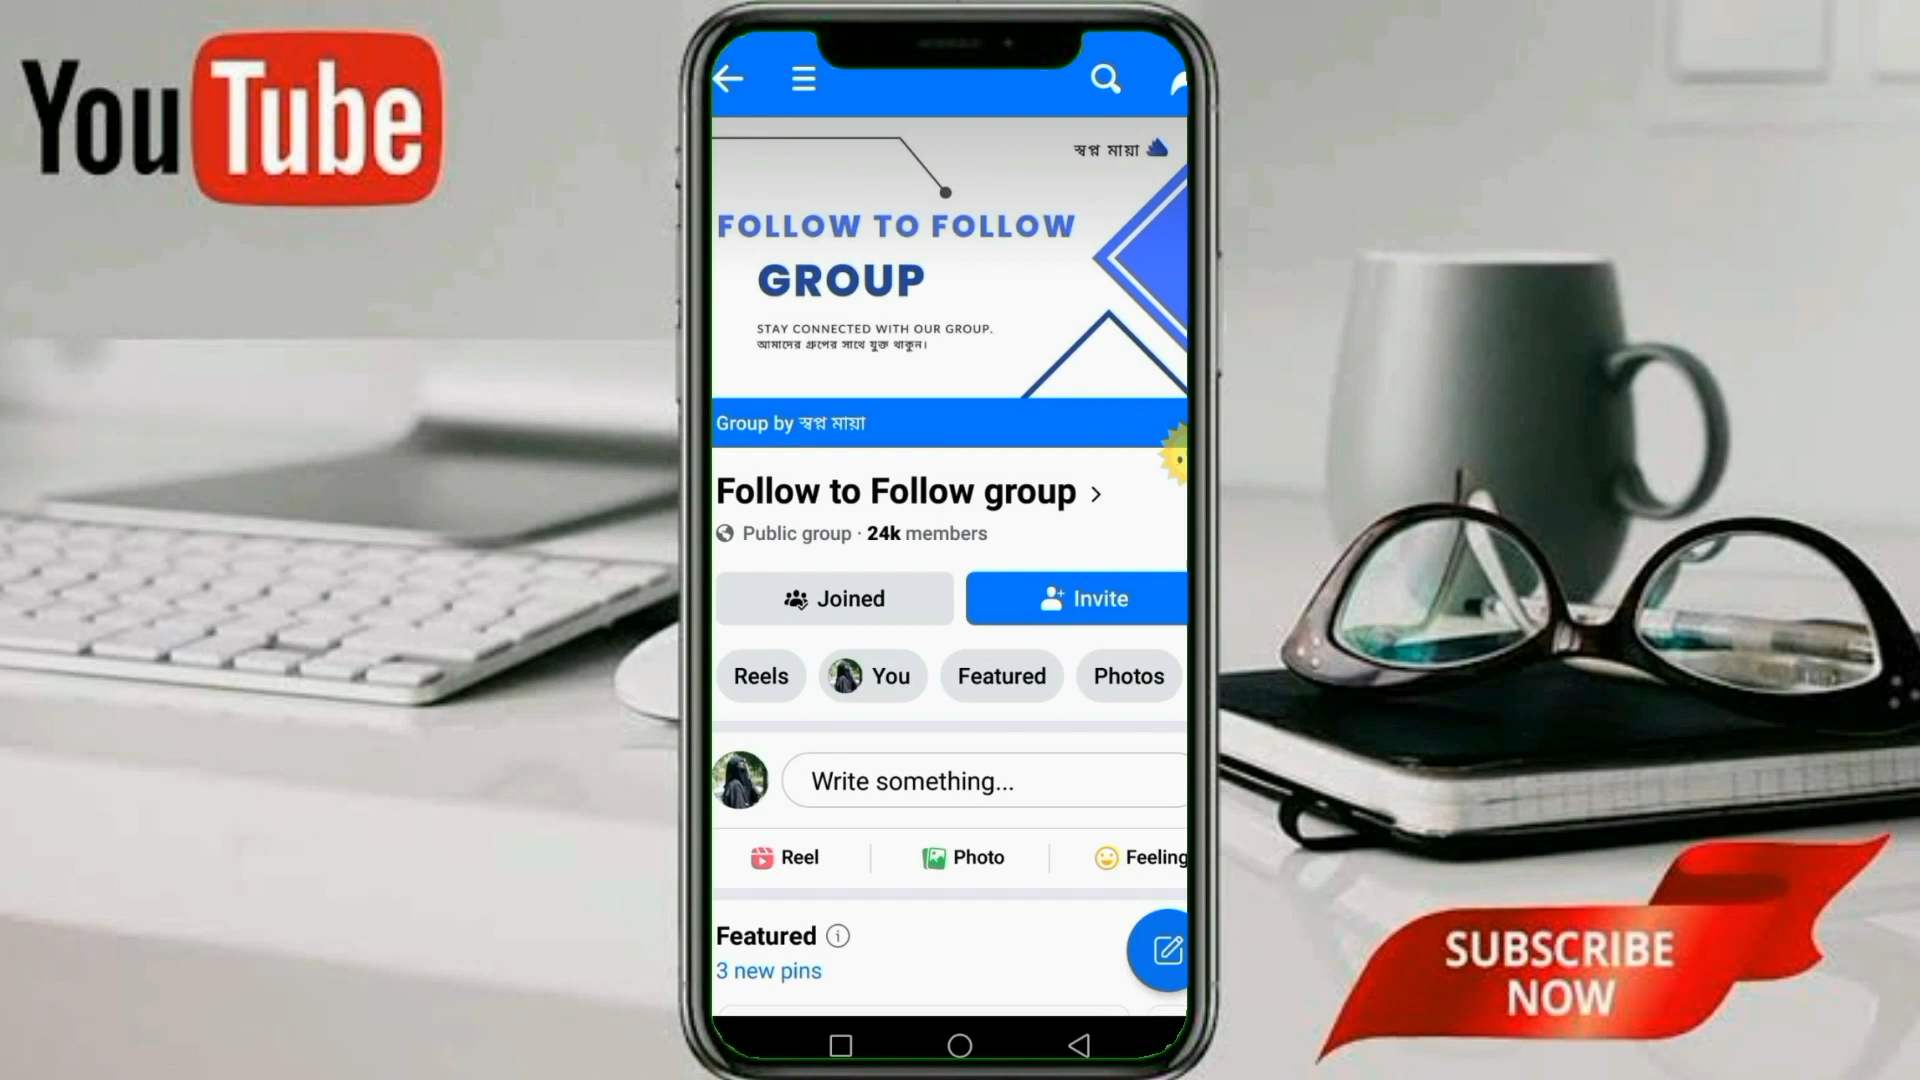 YouTube
স্বপ্ন মায়া
FOLLOW TO FOLLOW
GROUP
STAY CONNECTED WITH OUR GROUP.
আমাদের গ্রুপের সাথে যুক্ত থাকুন।
Group by স্বপ্ন মায়া
Follow to Follow group >
Public group · 24k members
Joined
Invite
Reels
You
Featured
Photos
Write something...
Reel
Photo
Feeling
Featured
3 new pins
SUBSCRIBE
NOW